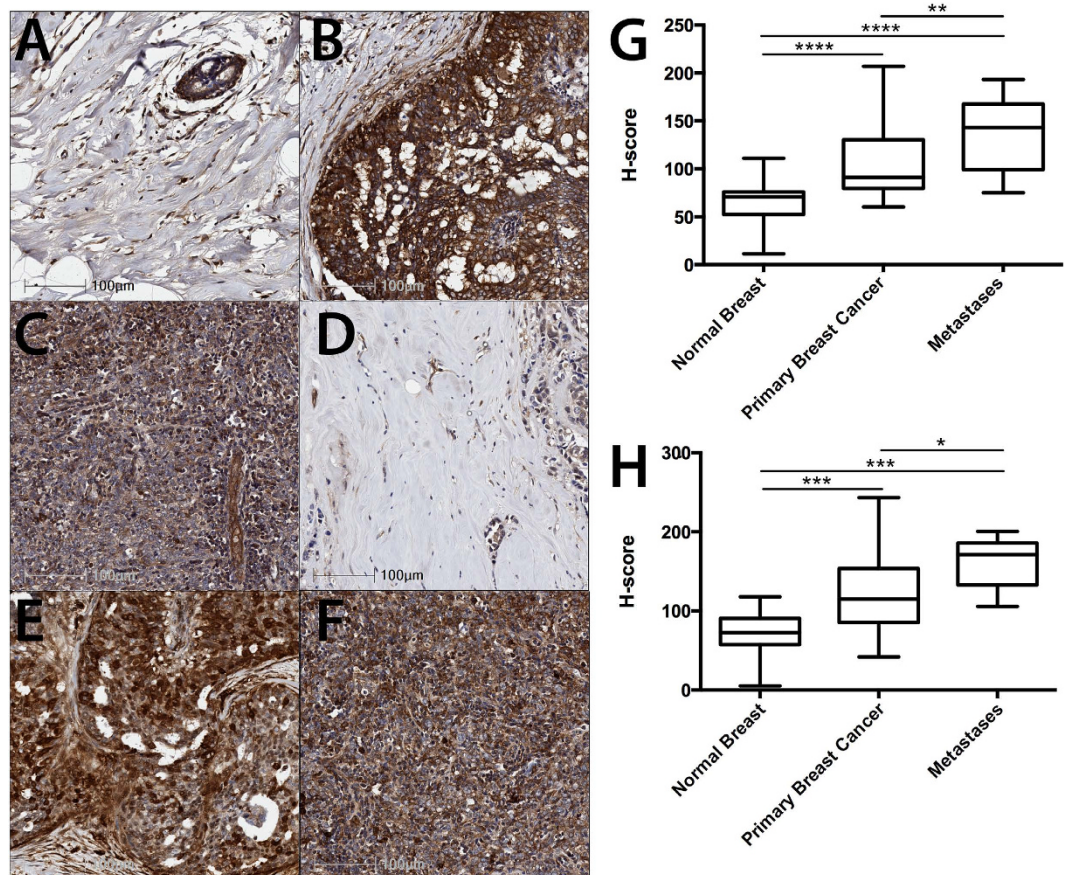 A
B
100µm
100µm
C
D
100µm
100µm
E
F
100µm
100µm
G
**
****
****
250
200
150
100
50
0
H-score
Normal Breast
Primary Breast Cancer
Metastases
H
*
***
***
300
200
100
0
H-score
Normal Breast
Primary Breast Cancer
Metastases